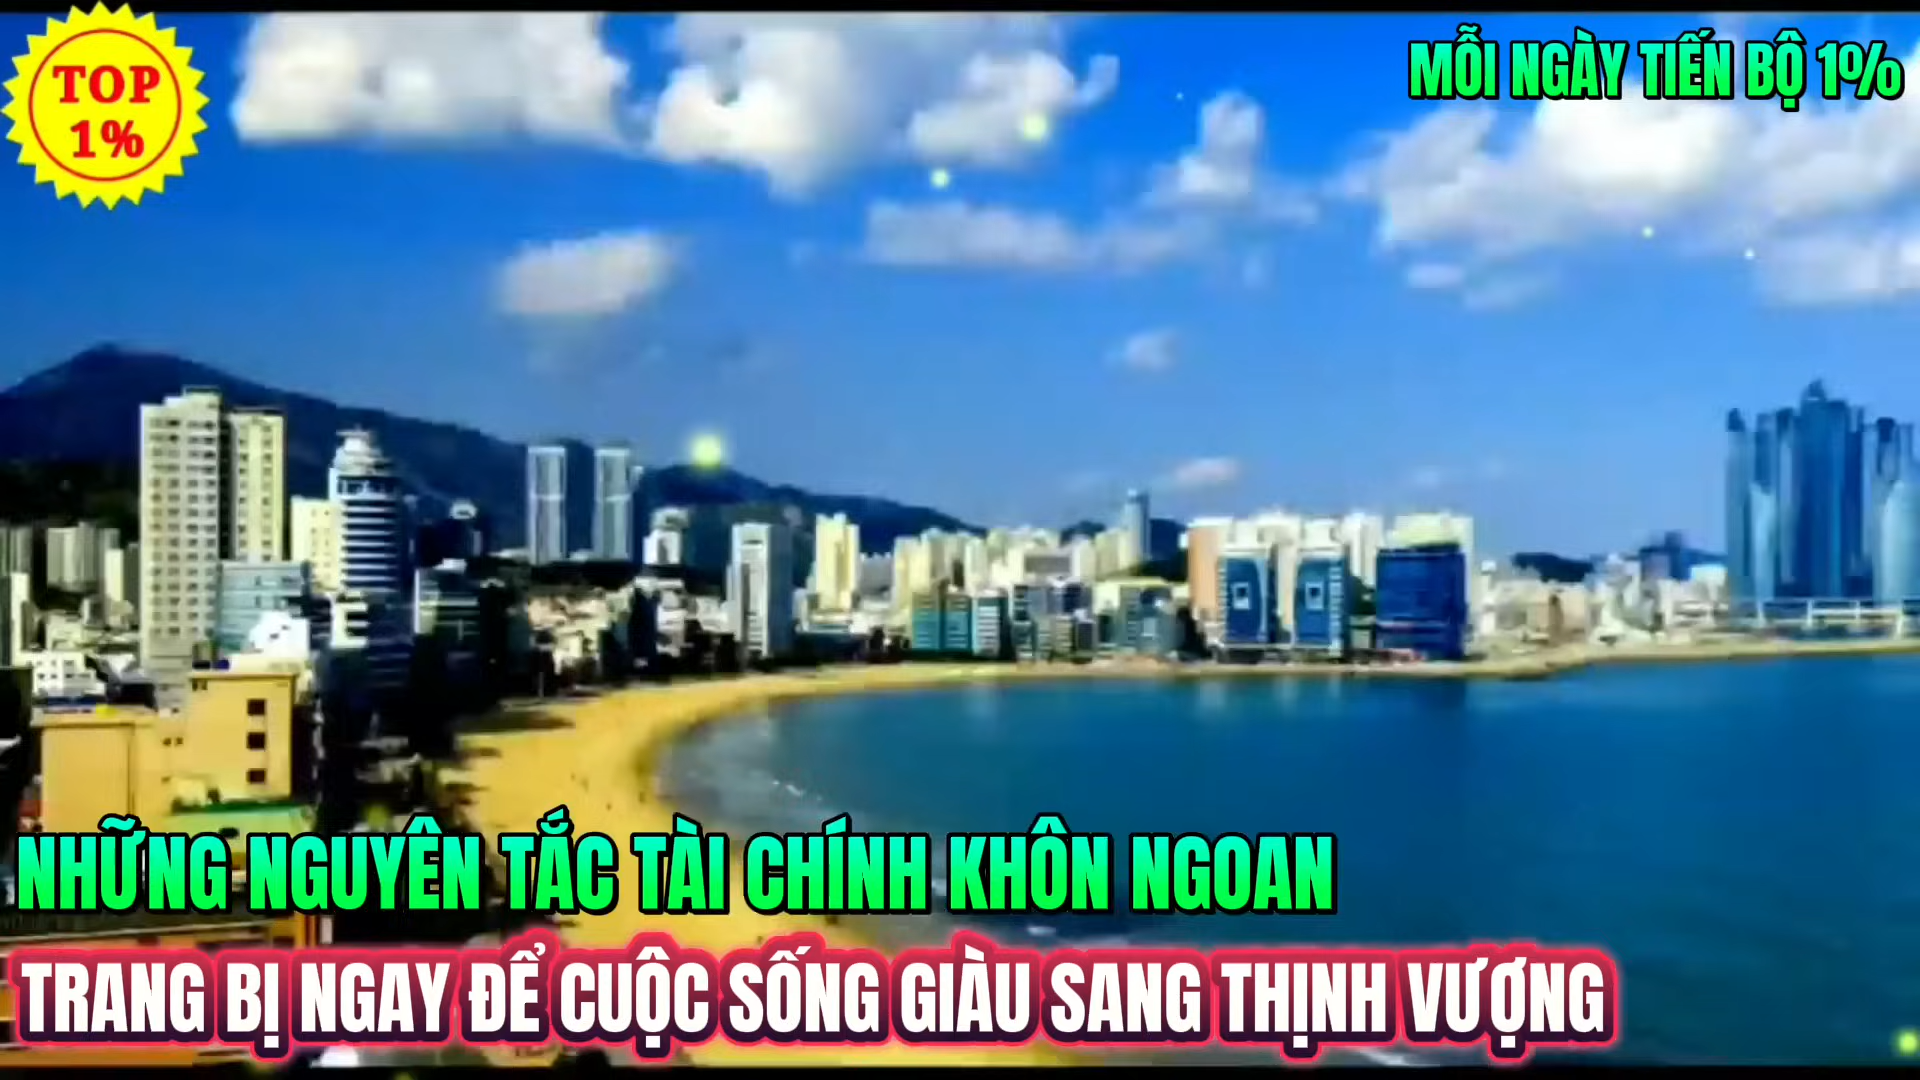 TOP
1%
MỖI NGÀY TIẾN BỘ 1%
NHỮNG NGUYÊN TẮC TÀI CHÍNH KHÔN NGOAN
TRANG BỊ NGAY ĐỂ CUỘC SỐNG GIÀU SANG THỊNH VƯỢNG